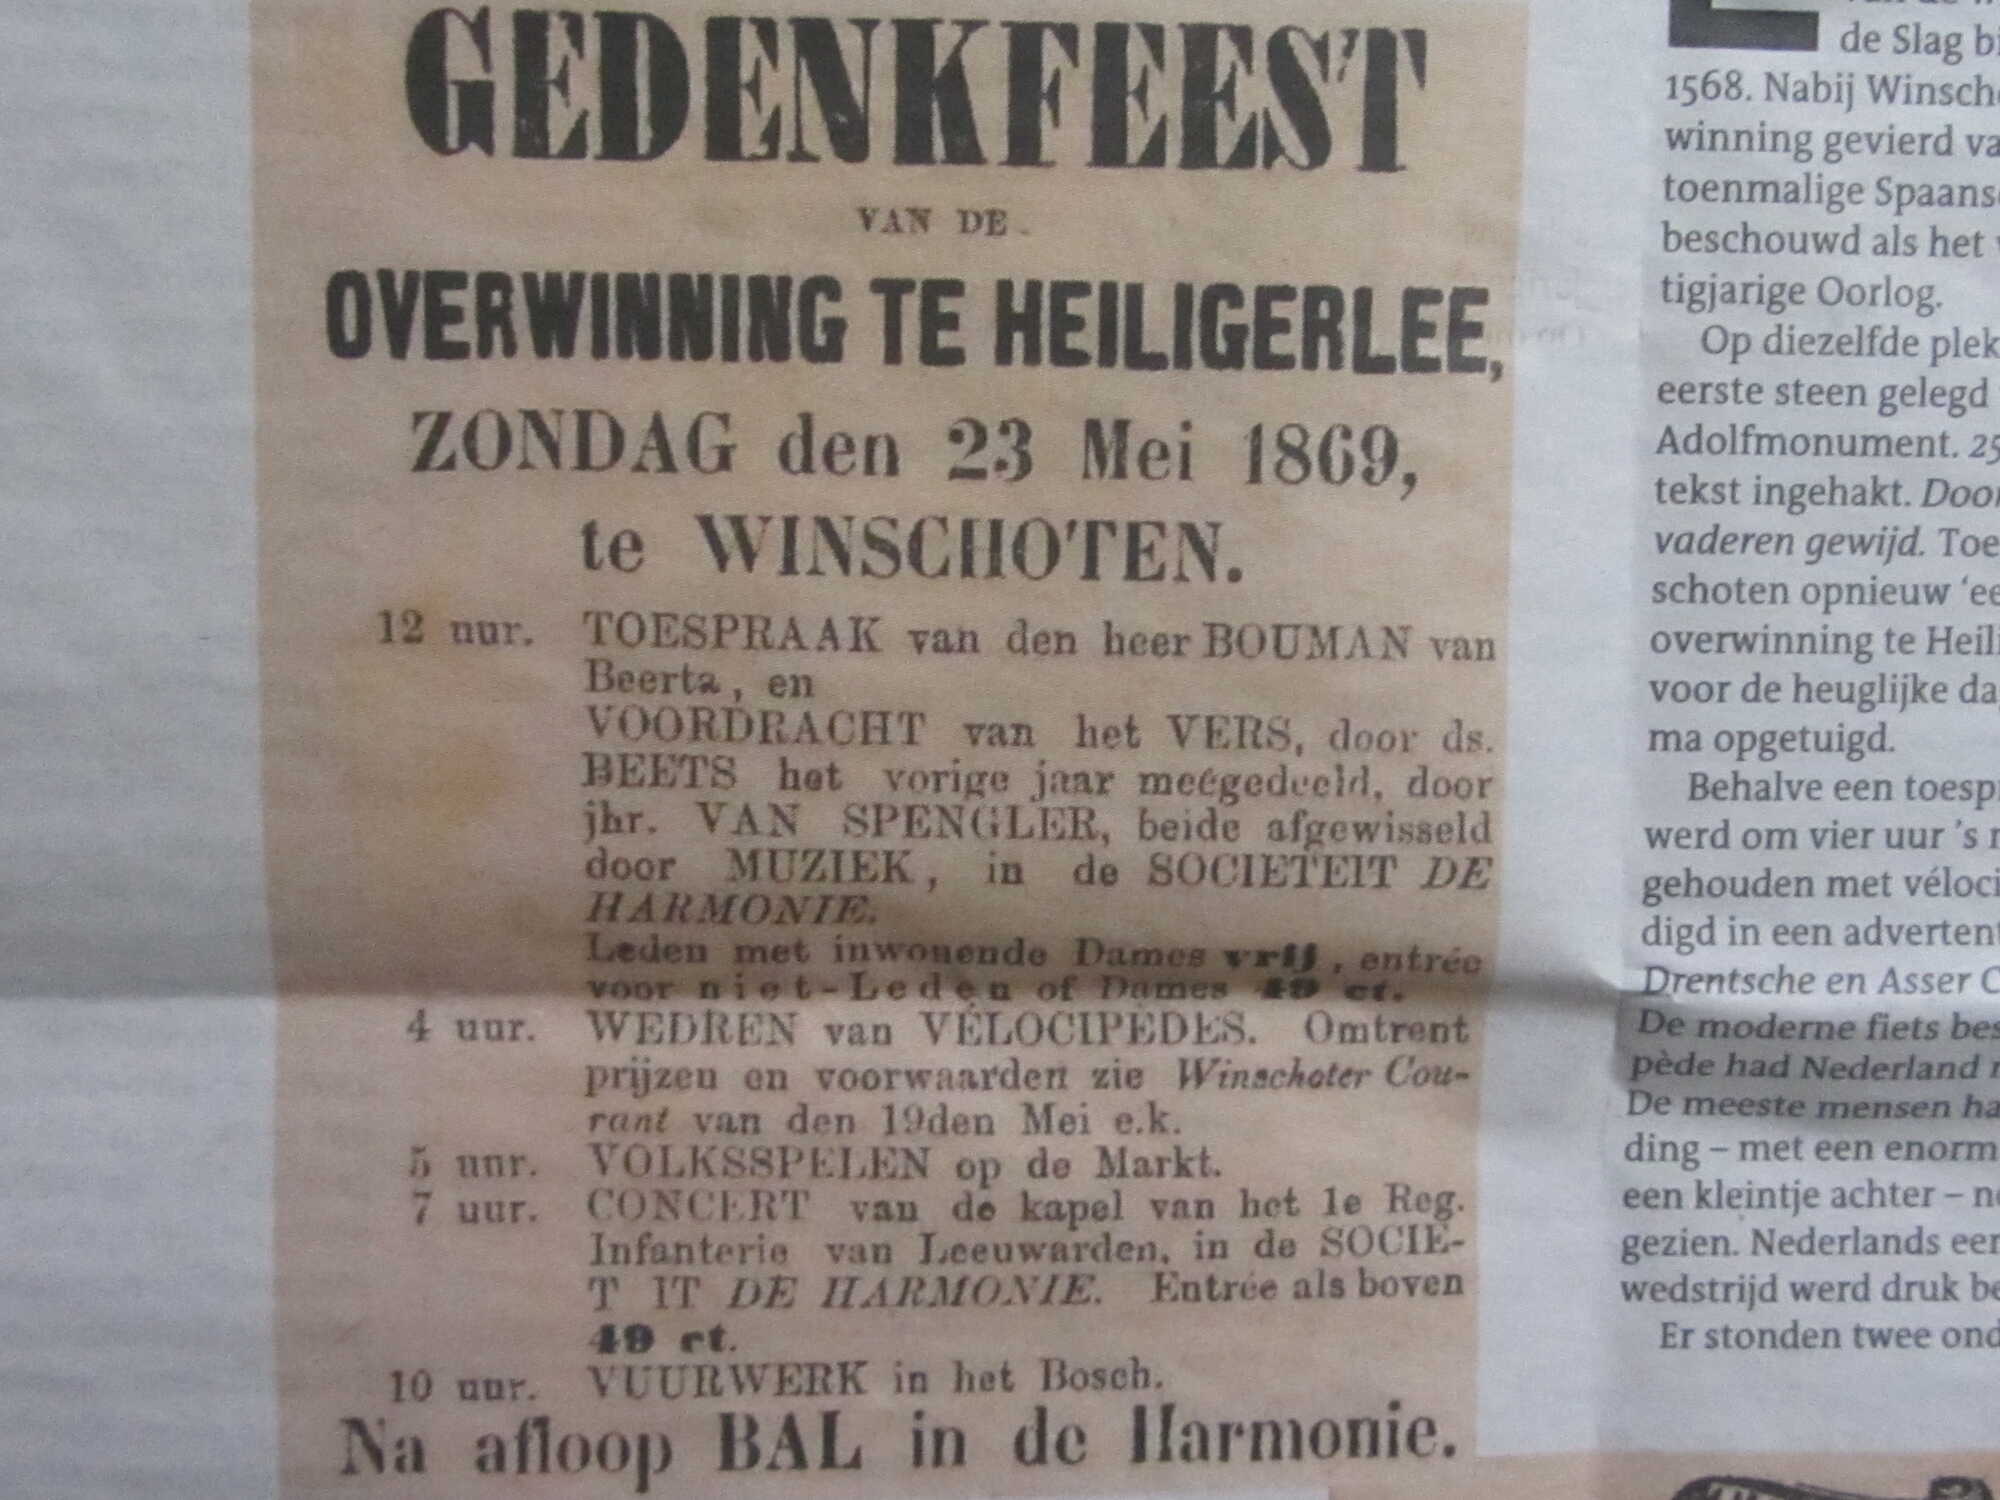 GEDENKFEEST
VAN DE
OVERWINNING TE HEILIGERLEE,
ZONDAG den 23 Mei 1869,
te WINSCHOTEN.
12 uur. TOESPRAAK van den heer BOUMAN van
Beerta, en
VOORDRACHT van het VERS, door ds.
BEETS het vorige jaar meegedeeld, door
jhr. VAN SPENGLER, beide afgewisseld
door MUZIEK, in de SOCIETEIT DE
HARMONIE.
Leden met inwonende Dames vrij, entrée
voor niet-Leden of Dames 49 ct.
4 uur. WEDREN van VÉLOCIPÈDES. Omtrent
prijzen en voorwaarden zie Winschoter Cou-
rant van den 19den Mei e.k.
5 uur. VOLKSSPELEN op de Markt.
7 uur. CONCERT van de kapel van het 1e Reg.
Infanterie van Leeuwarden, in de SOCIE-
T IT DE HARMONIE. Entrée als boven
49 ct.
10 uur. VUURWERK in het Bosch.
Na afloop BAL in de Harmonie.
de Slag bi
1568. Nabij Winscho
winning gevierd va
toenmalige Spaans
beschouwd als het
tigjarige Oorlog.
Op diezelfde plek
eerste steen gelegd
Adolfmonument. 25
tekst ingehakt. Door
vaderen gewijd. Toe
schoten opnieuw ‘ee
overwinning te Heili
voor de heuglijke da
ma opgetuigd.
Behalve een toesp
werd om vier uur ’s
gehouden met véloci
digd in een advertent
Drentsche en Asser C
De moderne fiets bes
pède had Nederland
De meeste mensen ha
ding – met een enorm
een kleintje achter – n
gezien. Nederlands eer
wedstrijd werd druk be
Er stonden twee ond